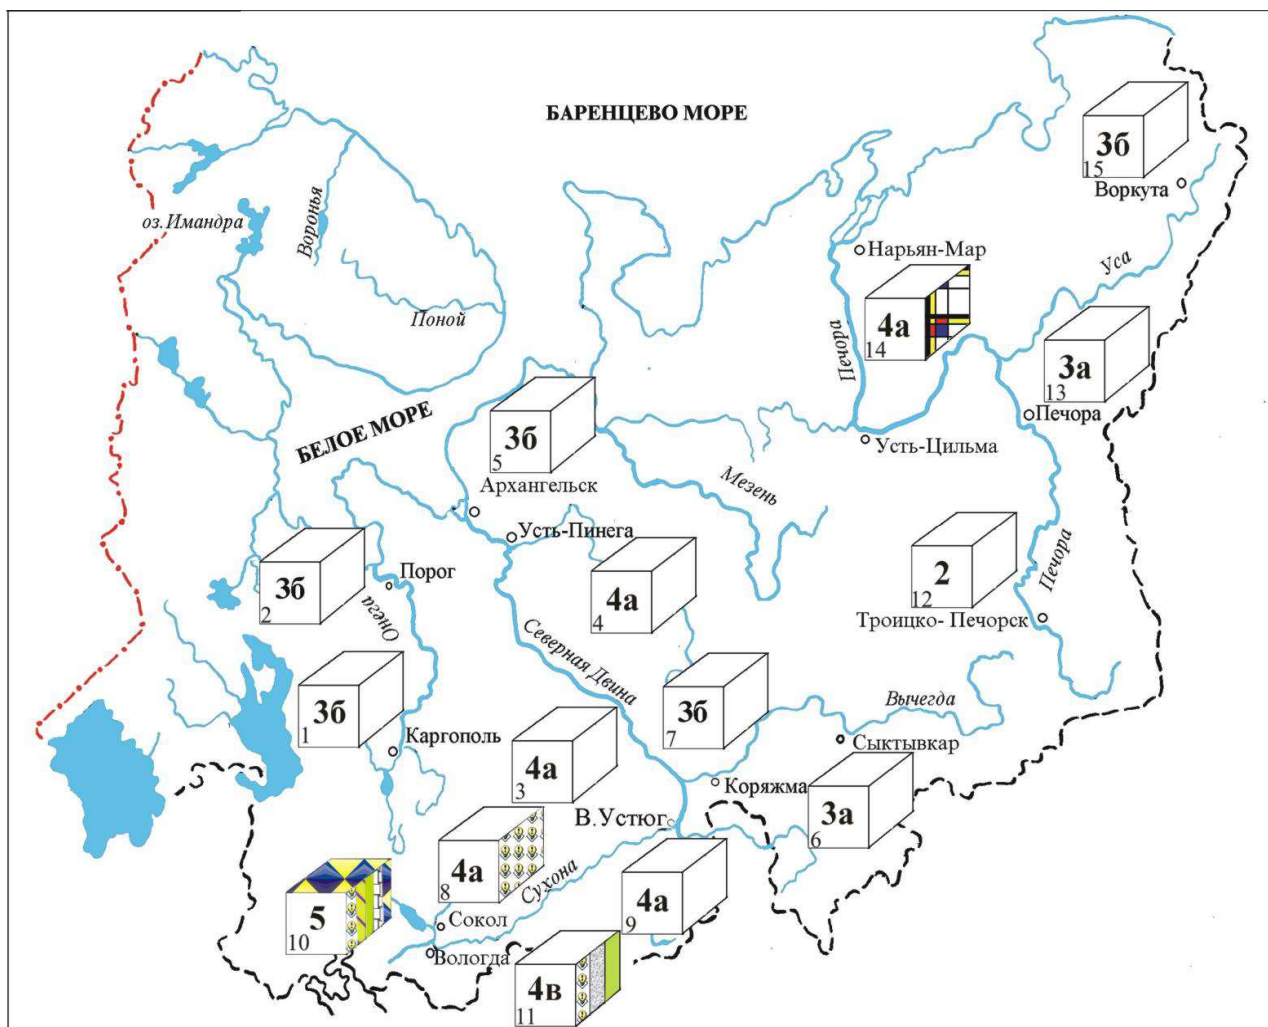 БАРЕНЦЕВО МОРЕ
3б
15
Воркута
оз.Имандра
Воронья
Нарьян-Мар
Уса
Поной
4а
14
Печора
3а
13
Печора
БЕЛОЕ МОРЕ
3б
5
Архангельск
Усть-Цильма
Мезень
Усть-Пинега
3б
2
Порог
Онега
4а
4
2
12
Печора
Троицко- Печорск
Северная Двина
3б
1
Каргополь
3б
7
Вычегда
Сыктывкар
4а
3
Коряжма
3а
6
В.Устюг
4а
8
Сухона
4а
9
5
10
Сокол
Вологда
4в
11